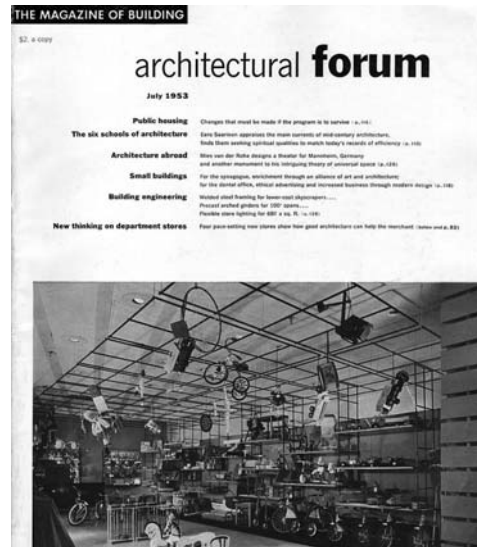 THE MAGAZINE OF BUILDING
$2. a copy
architectural forum
July 1953
Public housing Changes that must be made if the program is to survive
The six schools of architecture Eero Saarinen appraises the main currents of mid-century architecture,
finds them seeking spiritual qualities to match today's records of efficiency
Architecture abroad Mies van der Rohe designs a theater for Mannheim, Germany
and another monument to his intriguing theory of universal space
Small buildings For the synagogue, enrichment through an alliance of art and architecture;
for the dental office, ethical advertising and increased business through modern design
Building engineering Welded steel framing for lower-cost skyscrapers....
Precast arched girders for 100' spans....
Flexible store lighting for a sq. ft.
New thinking on department stores Four pace-setting new stores show how good architecture can help the merchant (below and p.